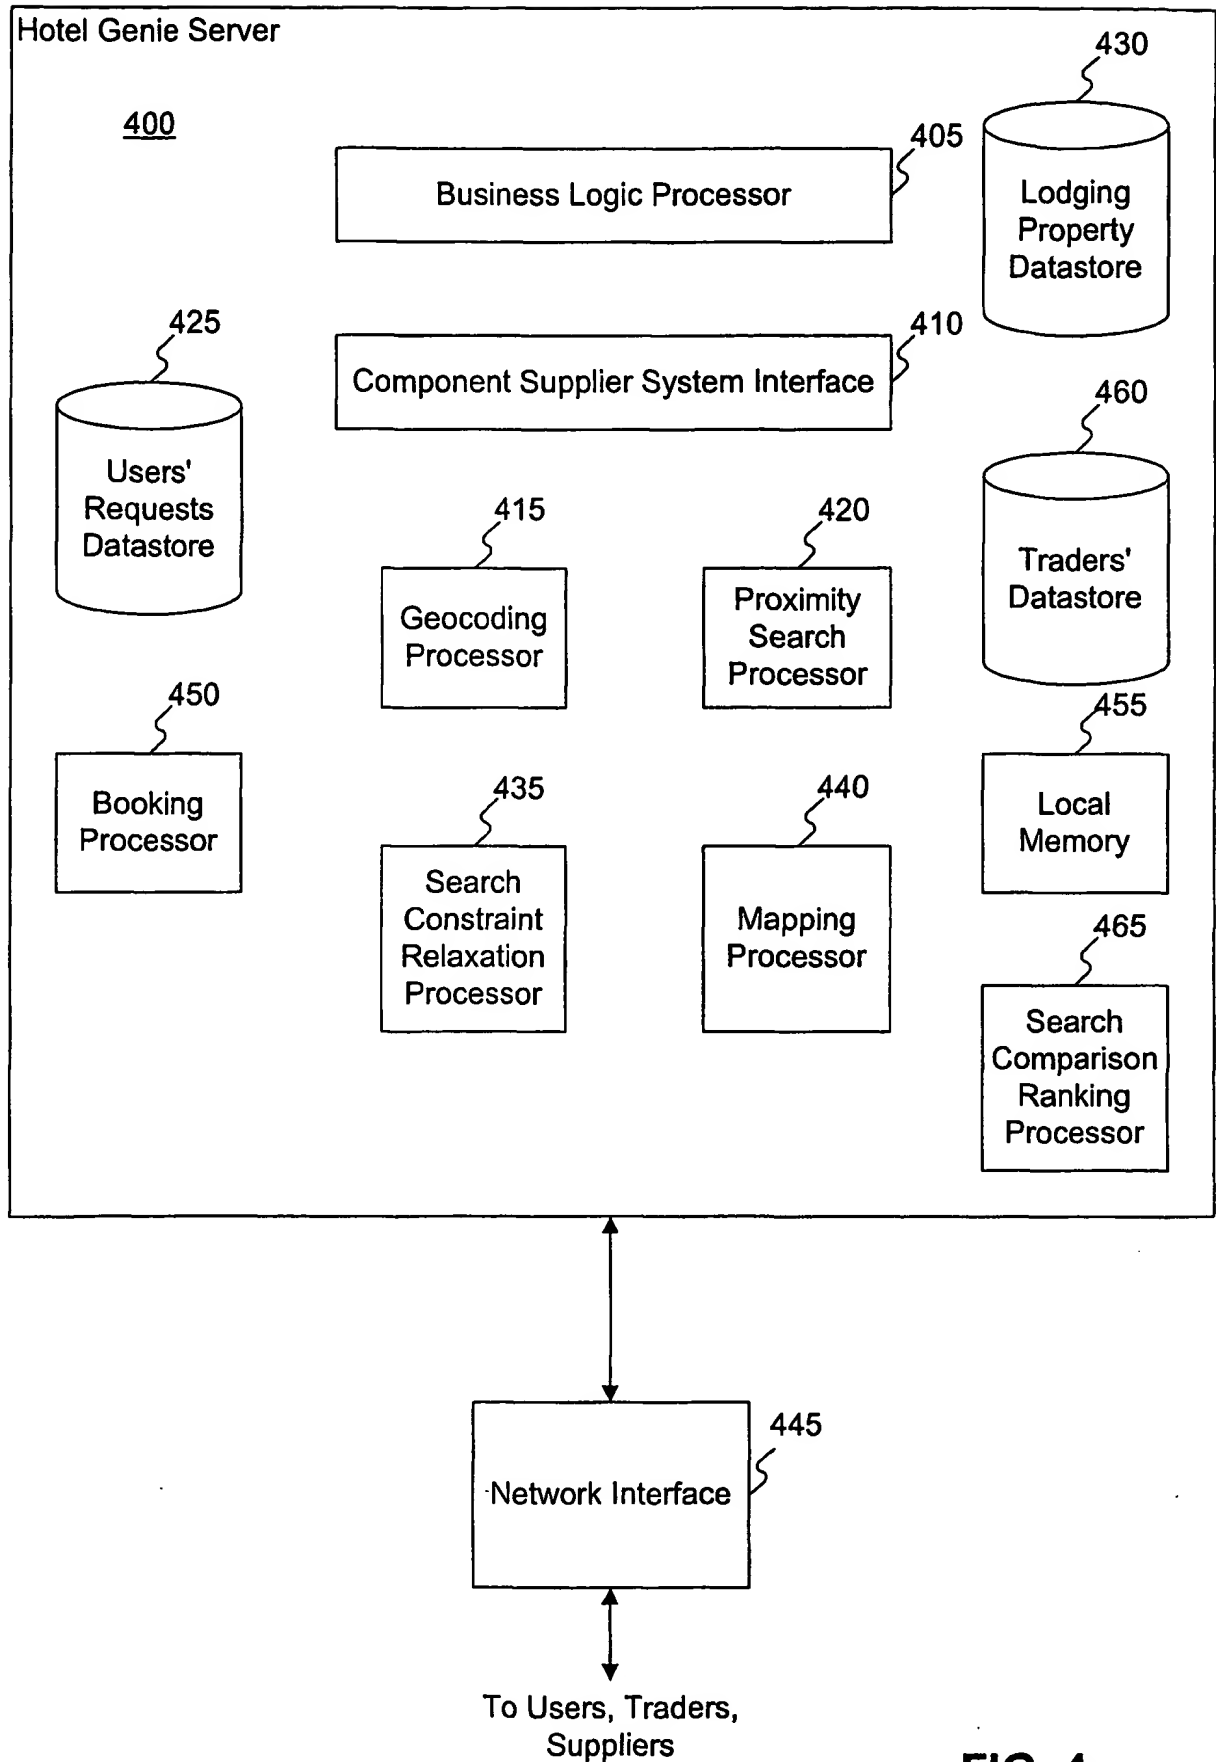 Hotel Genie Server
400
430
405
Business Logic Processor
Lodging
Property
Datastore
425
410
Component Supplier System Interface
460
Users'
Requests
Datastore
415
420
Traders'
Datastore
Geocoding
Processor
Proximity
Search
Processor
450
455
Booking
Processor
435
440
Local
Memory
Search
Constraint
Relaxation
Processor
Mapping
Processor
465
Search
Comparison
Ranking
Processor
445
Network Interface
To Users, Traders,
Suppliers
FIG. 4